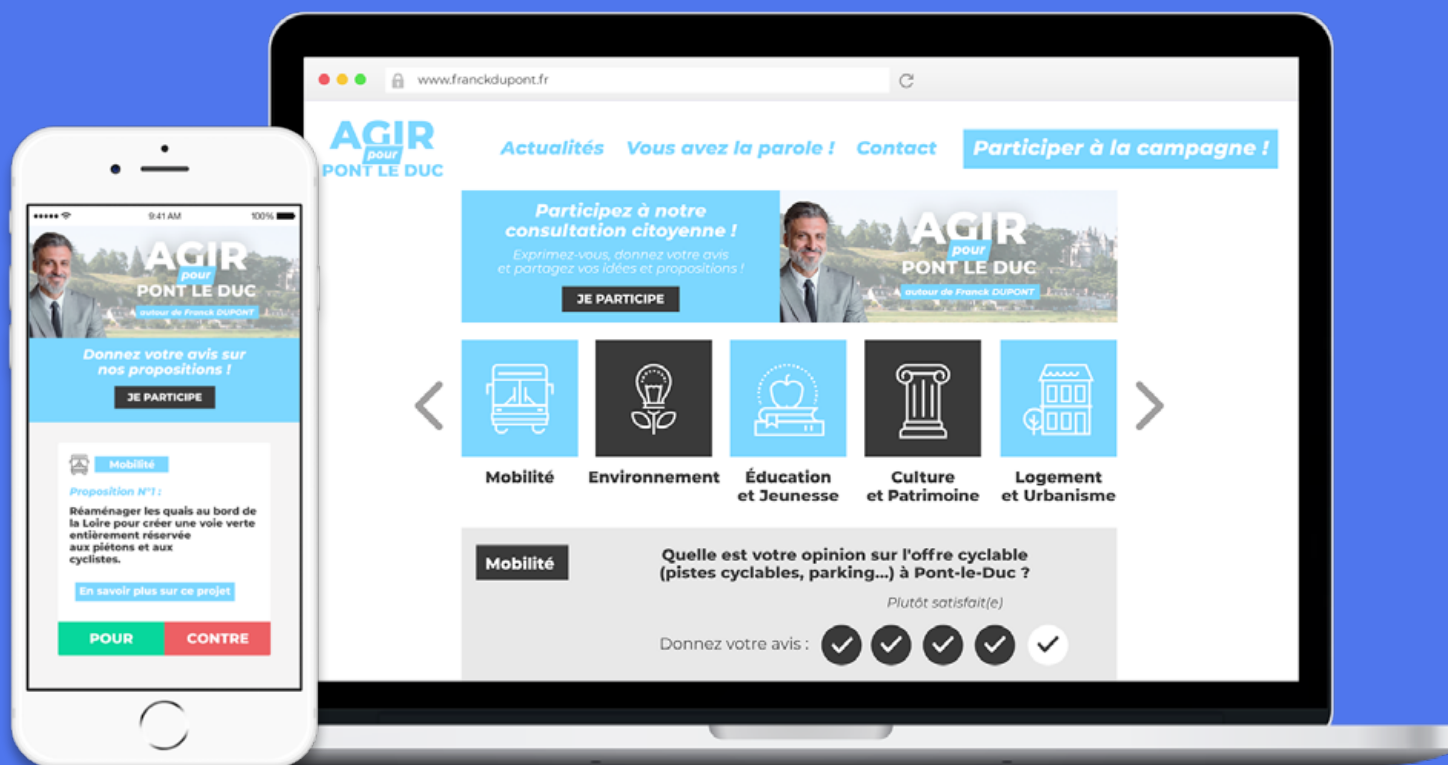 www.franckdupont.fr
AGIR
pour
PONT LE DUC
Actualités Vous avez la parole ! Contact Participer à la campagne !
Participez à notre
consultation citoyenne !
Exprimez-vous, donnez votre avis
et partagez vos idées et propositions !
JE PARTICIPE
AGIR
pour
PONT LE DUC
autour de Franck DUPONT
Mobilité
Environnement
Éducation
et Jeunesse
Culture
et Patrimoine
Logement
et Urbanisme
Mobilité
Quelle est votre opinion sur l'offre cyclable
(pistes cyclables, parking...) à Pont-le-Duc ?
Plutôt satisfait(e)
Donnez votre avis :
9:41 AM 100%
AGIR
pour
PONT LE DUC
autour de Franck DUPONT
Donnez votre avis sur
nos propositions !
JE PARTICIPE
Mobilité
Proposition N°1 :
Réaménager les quais au bord de
la Loire pour créer une voie verte
entièrement réservée
aux piétons et aux
cyclistes.
En savoir plus sur ce projet
POUR CONTRE